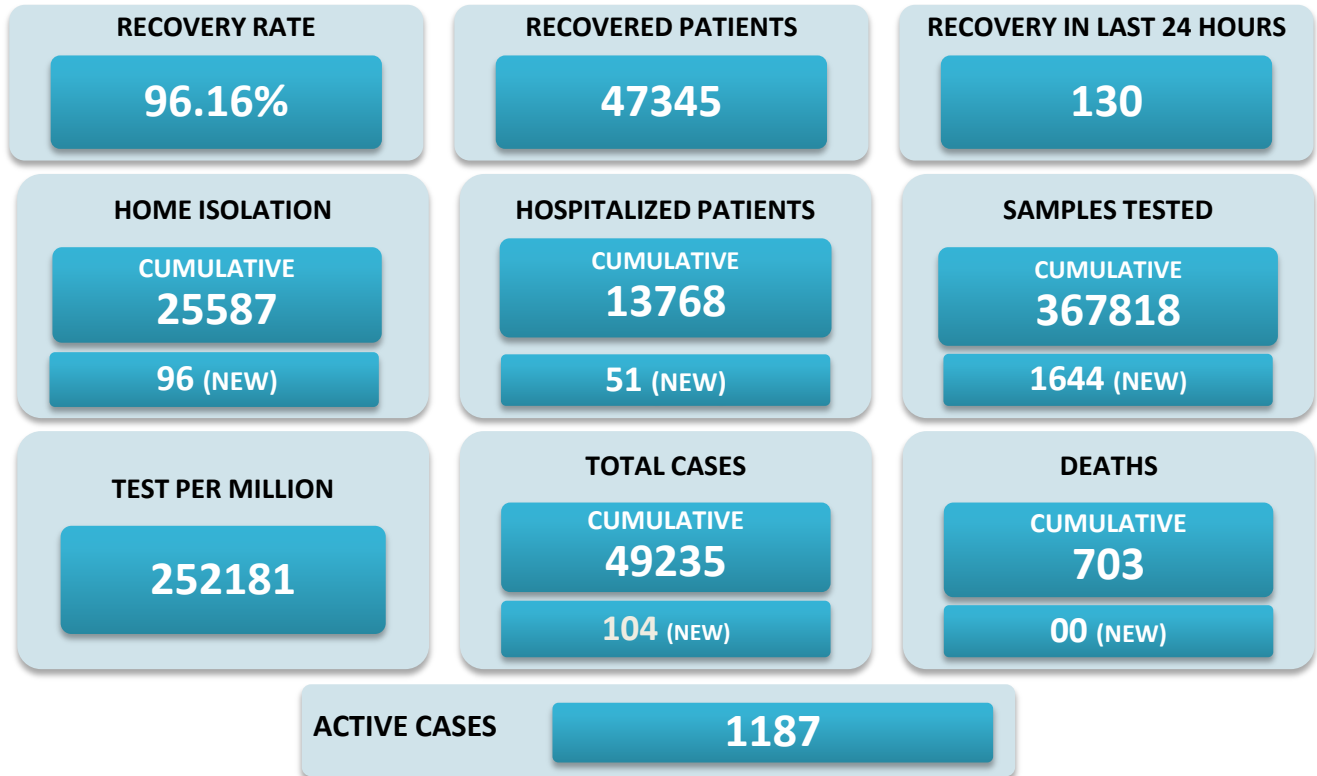 RECOVERY RATE
96.16%
RECOVERED PATIENTS
47345
RECOVERY IN LAST 24 HOURS
130
HOME ISOLATION
CUMULATIVE
25587
96 (NEW)
HOSPITALIZED PATIENTS
CUMULATIVE
13768
51 (NEW)
SAMPLES TESTED
CUMULATIVE
367818
1644 (NEW)
TEST PER MILLION
252181
TOTAL CASES
CUMULATIVE
49235
104 (NEW)
DEATHS
CUMULATIVE
703
00 (NEW)
ACTIVE CASES
1187